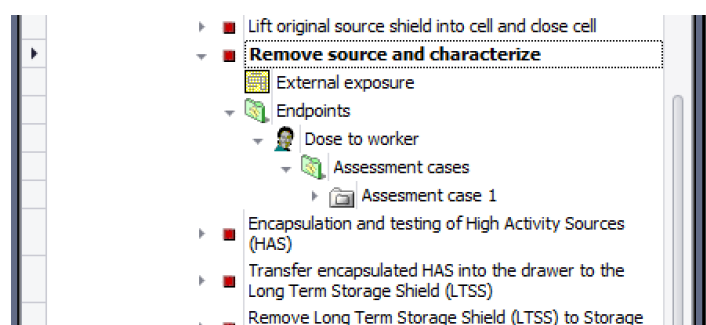 Lift original source shield into cell and close cell
Remove source and characterize
External exposure
Endpoints
Dose to worker
Assessment cases
Assesment case 1
Encapsulation and testing of High Activity Sources
(HAS)
Transfer encapsulated HAS into the drawer to the
Long Term Storage Shield (LTSS)
Remove Long Term Storage Shield (LTSS) to Storage